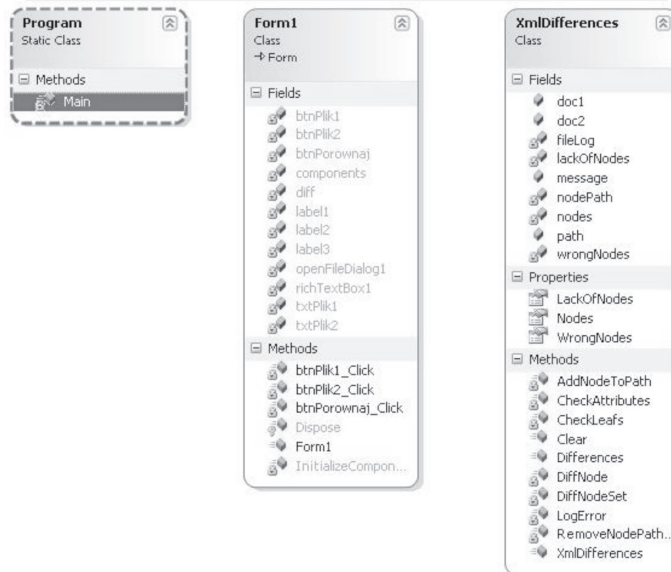 Program
Static Class
Methods
Main
Form1
Class
Form
Fields
btnPlik1
btnPlik2
btnPorownaj
components
diff
label1
label2
label3
openFileDialog1
richTextBox1
txtPlik1
txtPlik2
Methods
btnPlik1_Click
btnPlik2_Click
btnPorownaj_Click
Dispose
Form1
InitializeCompon...
XmlDifferences
Class
Fields
doc1
doc2
fileLog
lackOfNodes
message
nodePath
nodes
path
wrongNodes
Properties
LackOfNodes
Nodes
WrongNodes
Methods
AddNodeToPath
CheckAttributes
CheckLeafs
Clear
Differences
DiffNode
DiffNodeSet
LogError
RemoveNodePath...
XmlDifferences